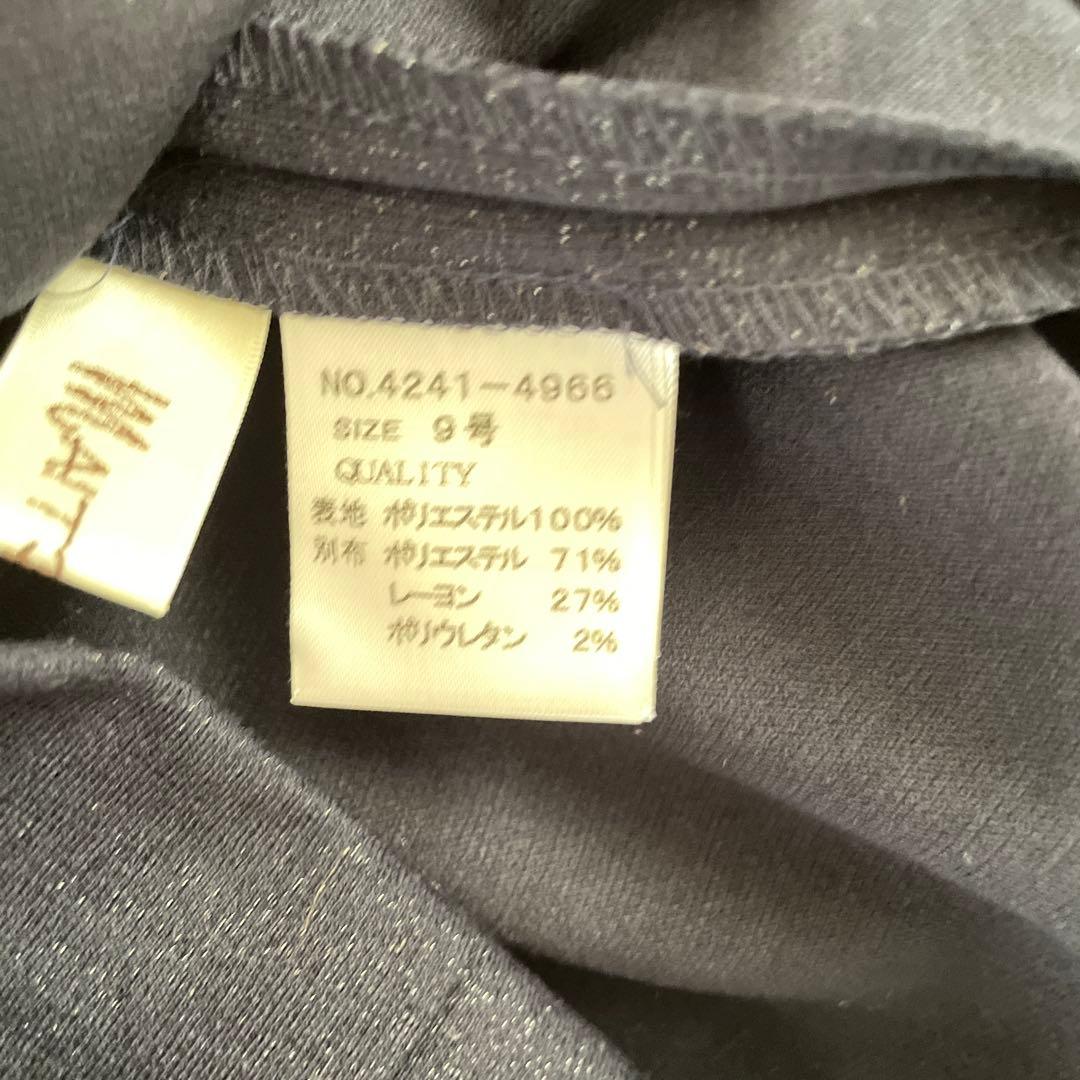 NO.4241-4966
SIZE 9号
QUALITY
表地 ポリエステル100%
別布 ポリエステル 71%
レーヨン 27%
ポリウレタン 2%